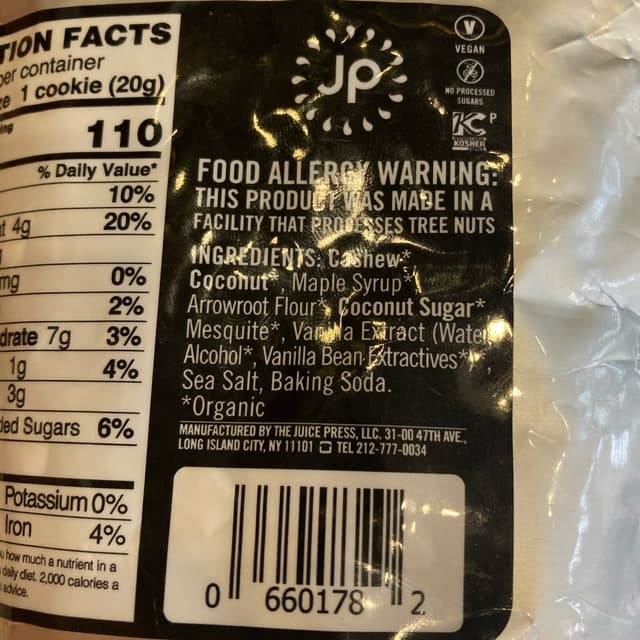 TION FACTS
per container
1 cookie (20g)
110
% Daily Value*
10%
4g 20%
mg 0%
2%
drate 7g 3%
1g 4%
3g
ded Sugars 6%
Potassium 0%
Iron 4%
how much a nutrient in a
daily diet. 2,000 calories a
advice.
JP
V
VEGAN
NO PROCESSED
SUGARS
KC P
KOSHER
FOOD ALLERGY WARNING:
THIS PRODUCT WAS MADE IN A
FACILITY THAT PROCESSES TREE NUTS
INGREDIENTS: Cashew*
Coconut*, Maple Syrup*,
Arrowroot Flour*, Coconut Sugar*
Mesquite*, Vanilla Extract (Water
Alcohol*, Vanilla Bean Extractives*),
Sea Salt, Baking Soda.
*Organic
MANUFACTURED BY THE JUICE PRESS, LLC. 31-00 47TH AVE.,
LONG ISLAND CITY, NY 11101 TEL 212-777-0034
0 660178 2